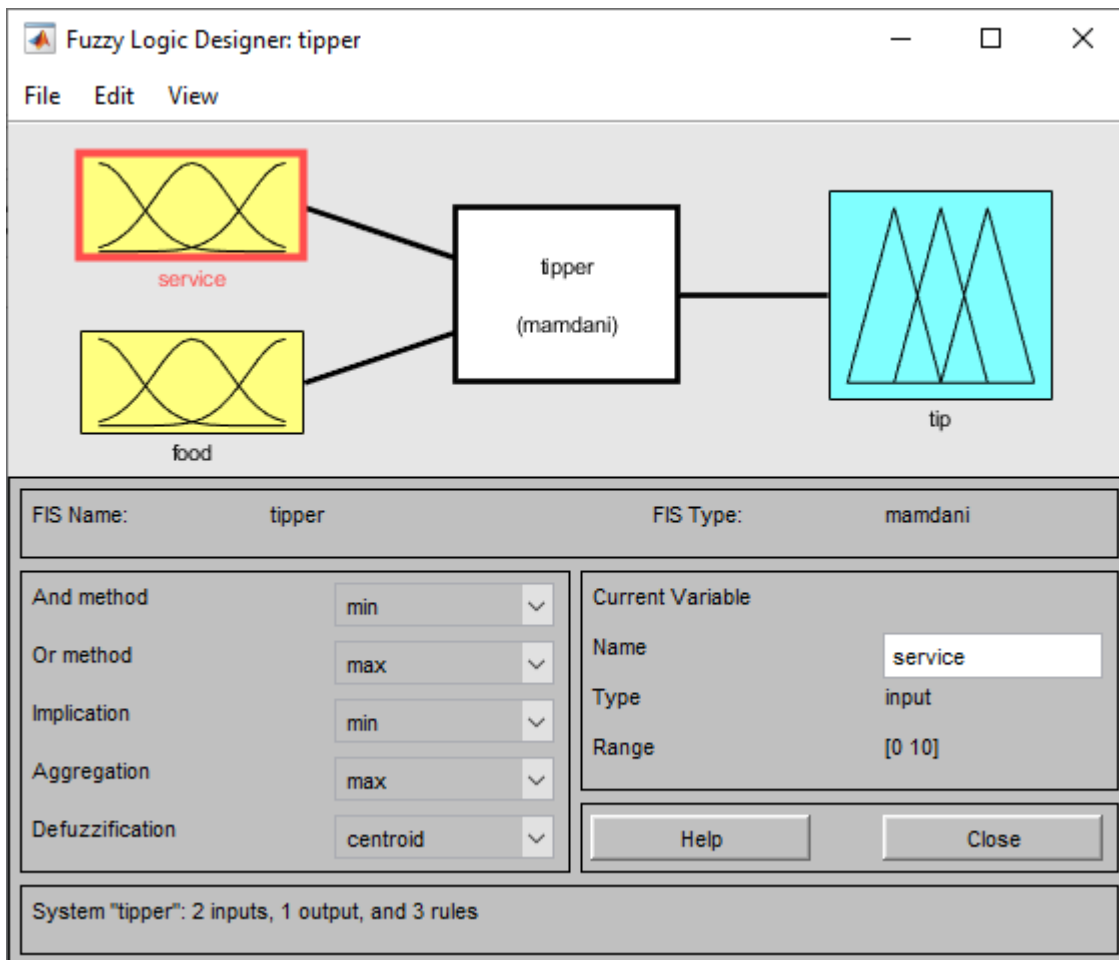 Fuzzy Logic Designer: tipper
File Edit View
service
food
tipper
(mamdani)
tip
FIS Name: tipper FIS Type: mamdani
And method min
Or method max
Implication min
Aggregation max
Defuzzification centroid
Current Variable
Name service
Type input
Range [0 10]
Help Close
System "tipper": 2 inputs, 1 output, and 3 rules